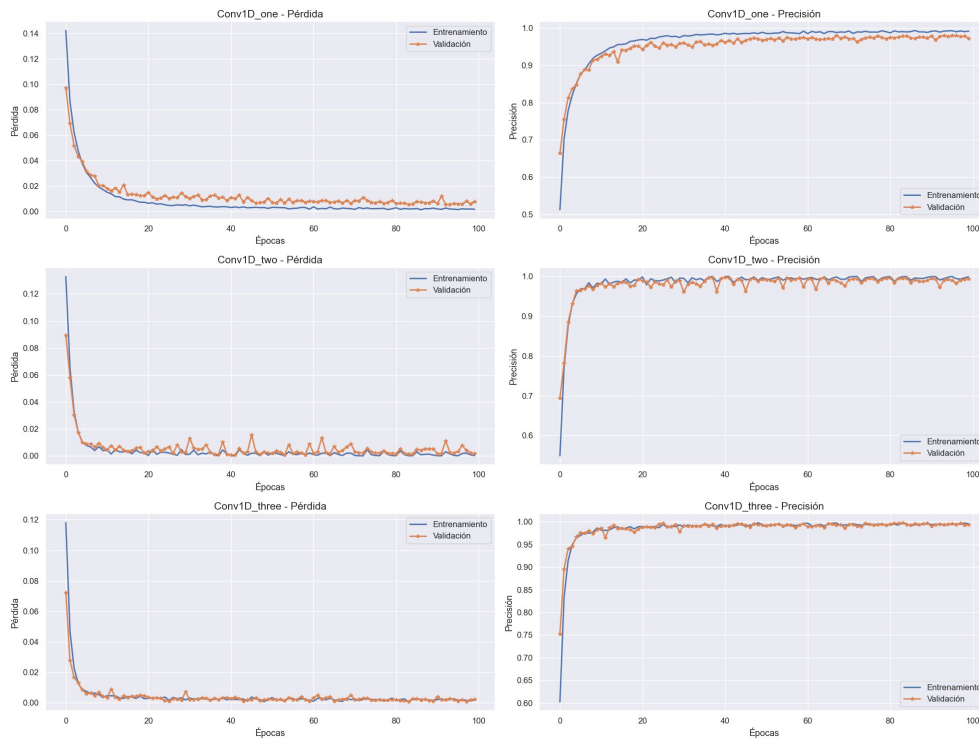 Conv1D_one - Pérdida
Pérdida
0.14
0.12
0.10
0.08
0.06
0.04
0.02
0.00
0
20
40
60
80
100
Épocas
Entrenamiento
Validación
Conv1D_one - Precisión
Precisión
1.0
0.9
0.8
0.7
0.6
0.5
0
20
40
60
80
100
Épocas
Entrenamiento
Validación
Conv1D_two - Pérdida
Pérdida
0.12
0.10
0.08
0.06
0.04
0.02
0.00
0
20
40
60
80
100
Épocas
Entrenamiento
Validación
Conv1D_two - Precisión
Precisión
1.0
0.9
0.8
0.7
0.6
0
20
40
60
80
100
Épocas
Entrenamiento
Validación
Conv1D_three - Pérdida
Pérdida
0.12
0.10
0.08
0.06
0.04
0.02
0.00
0
20
40
60
80
100
Épocas
Entrenamiento
Validación
Conv1D_three - Precisión
Precisión
1.00
0.95
0.90
0.85
0.80
0.75
0.70
0.65
0.60
0
20
40
60
80
100
Épocas
Entrenamiento
Validación